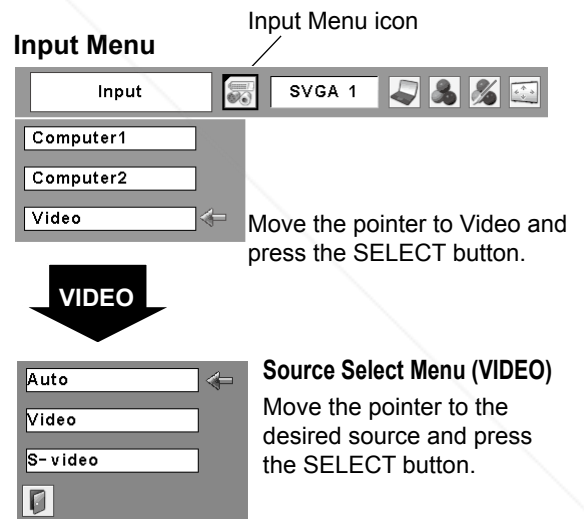 Input Menu icon
Input Menu
Input
SVGA 1
Computer1
Computer2
Video
Move the pointer to Video and
press the SELECT button.
VIDEO
Auto
Video
S-video
Source Select Menu (VIDEO)
Move the pointer to the
desired source and press
the SELECT button.